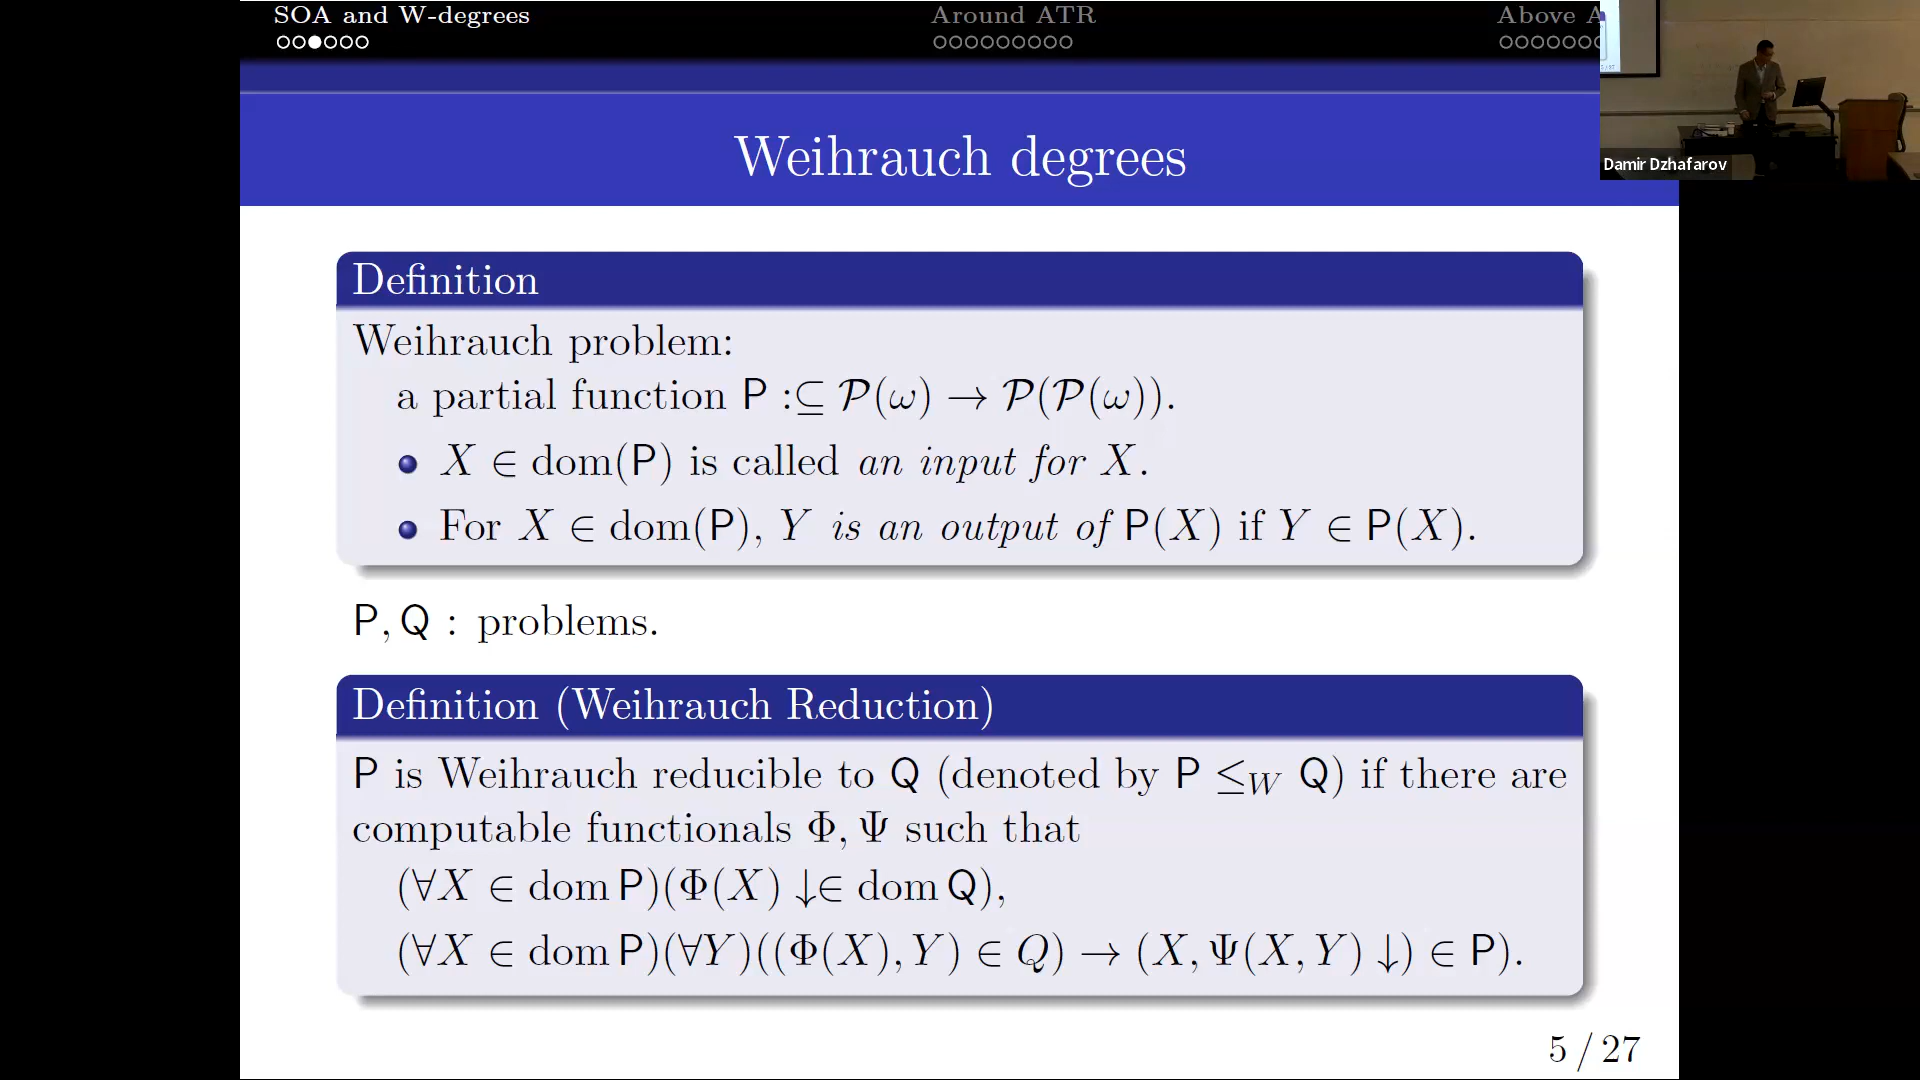 SOA and W-degrees
Around ATR
Above A
Damir Dzhafarov
Weihrauch degrees
Definition
Weihrauch problem:
a partial function P :⊆ 𝒫(ω) → 𝒫(𝒫(ω)).
X ∈ dom(P) is called an input for X.
For X ∈ dom(P), Y is an output of P(X) if Y ∈ P(X).
P, Q : problems.
Definition (Weihrauch Reduction)
P is Weihrauch reducible to Q (denoted by P ≤_W Q) if there are
computable functionals Φ, Ψ such that
(∀X ∈ dom P)(Φ(X) ↓∈ dom Q),
(∀X ∈ dom P)(∀Y)((Φ(X), Y) ∈ Q) → (X, Ψ(X, Y) ↓) ∈ P).
5 / 27